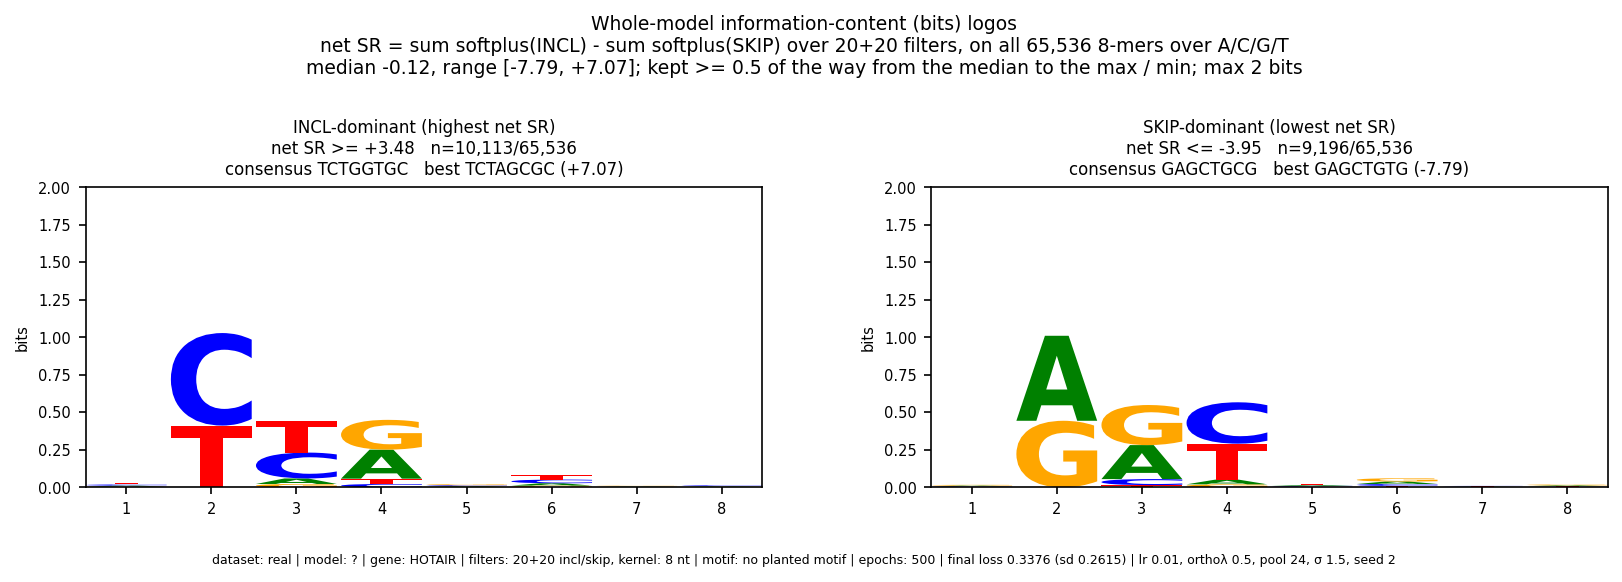 Whole-model information-content (bits) logos
net SR = sum softplus(INCL) - sum softplus(SKIP) over 20+20 filters, on all 65,536 8-mers over A/C/G/T
median -0.12, range [-7.79, +7.07]; kept >= 0.5 of the way from the median to the max / min; max 2 bits
INCL-dominant (highest net SR)
net SR >= +3.48 n=10,113/65,536
consensus TCTGGTGC best TCTAGCGC (+7.07)
2.00
1.75
1.50
1.25
1.00
0.75
0.50
0.25
0.00
bits
C
T
T
C
A
G
G
A
T
C
T
C
A
1 2 3 4 5 6 7 8
SKIP-dominant (lowest net SR)
net SR <= -3.95 n=9,196/65,536
consensus GAGCTGCG best GAGCTGTG (-7.79)
2.00
1.75
1.50
1.25
1.00
0.75
0.50
0.25
0.00
bits
A
G
G
A
C
C
T
A
G
A
C
1 2 3 4 5 6 7 8
dataset: real | model: ? | gene: HOTAIR | filters: 20+20 incl/skip, kernel: 8 nt | motif: no planted motif | epochs: 500 | final loss 0.3376 (sd 0.2615) | lr 0.01, orthoλ 0.5, pool 24, σ 1.5, seed 2